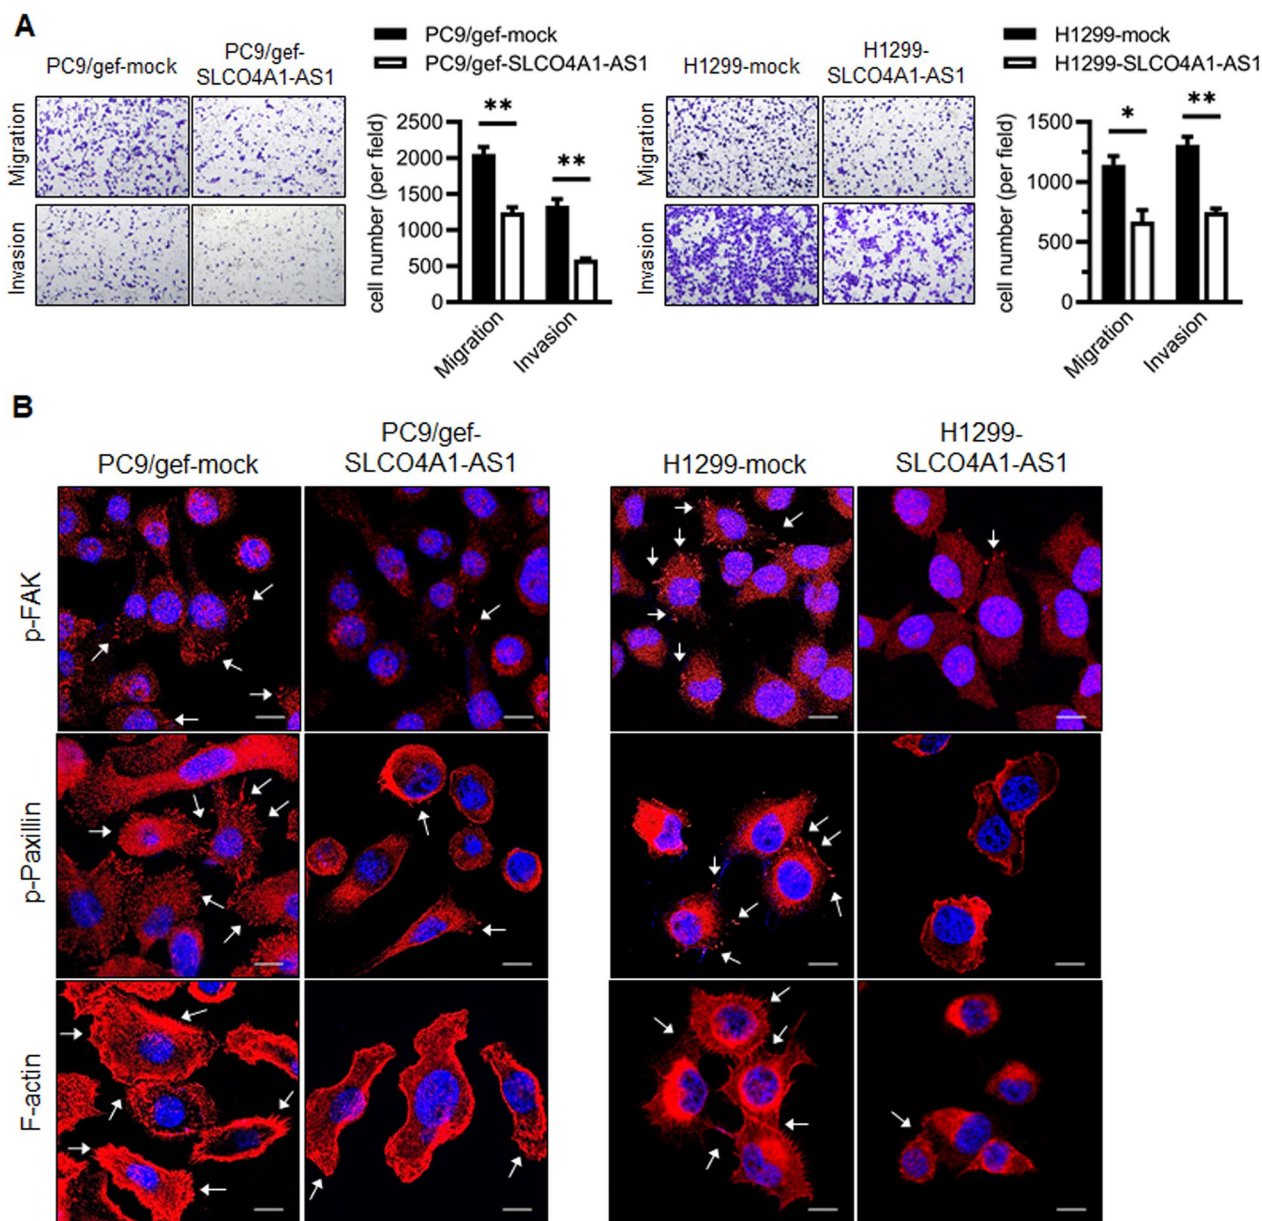 A
PC9/gef-mock
PC9/gef-
SLCO4A1-AS1
Migration
Invasion
PC9/gef-mock
PC9/gef-SLCO4A1-AS1
cell number (per field)
2500
2000
1500
1000
500
0
**
**
Migration
Invasion
H1299-mock
H1299-
SLCO4A1-AS1
Migration
Invasion
H1299-mock
H1299-SLCO4A1-AS1
cell number (per field)
1500
1000
500
0
*
**
Migration
Invasion
B
PC9/gef-mock
PC9/gef-
SLCO4A1-AS1
H1299-mock
H1299-
SLCO4A1-AS1
p-FAK
p-Paxillin
F-actin